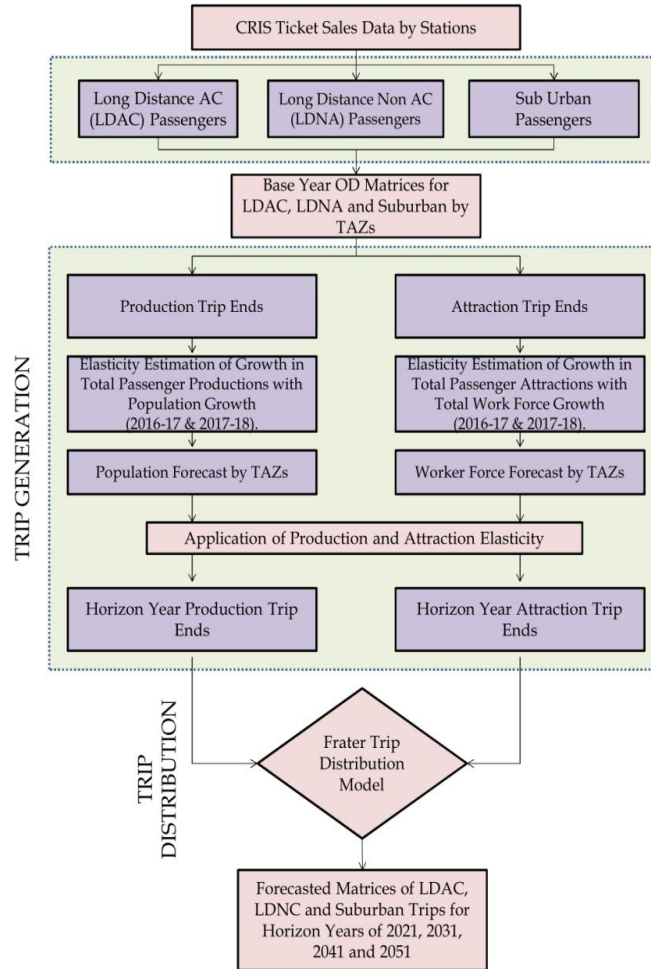 CRIS Ticket Sales Data by Stations
Long Distance AC
(LDAC) Passengers
Long Distance Non AC
(LDNA) Passengers
Sub Urban
Passengers
Base Year OD Matrices for
LDAC, LDNA and Suburban by
TAZs
TRIP GENERATION
Production Trip Ends
Attraction Trip Ends
Elasticity Estimation of Growth in
Total Passenger Productions with
Population Growth
(2016-17 & 2017-18).
Elasticity Estimation of Growth in
Total Passenger Attractions with
Total Work Force Growth
(2016-17 & 2017-18).
Population Forecast by TAZs
Worker Force Forecast by TAZs
Application of Production and Attraction Elasticity
Horizon Year Production Trip
Ends
Horizon Year Attraction Trip
Ends
TRIP
DISTRIBUTION
Frater Trip
Distribution
Model
Forecasted Matrices of LDAC,
LDNC and Suburban Trips for
Horizon Years of 2021, 2031,
2041 and 2051